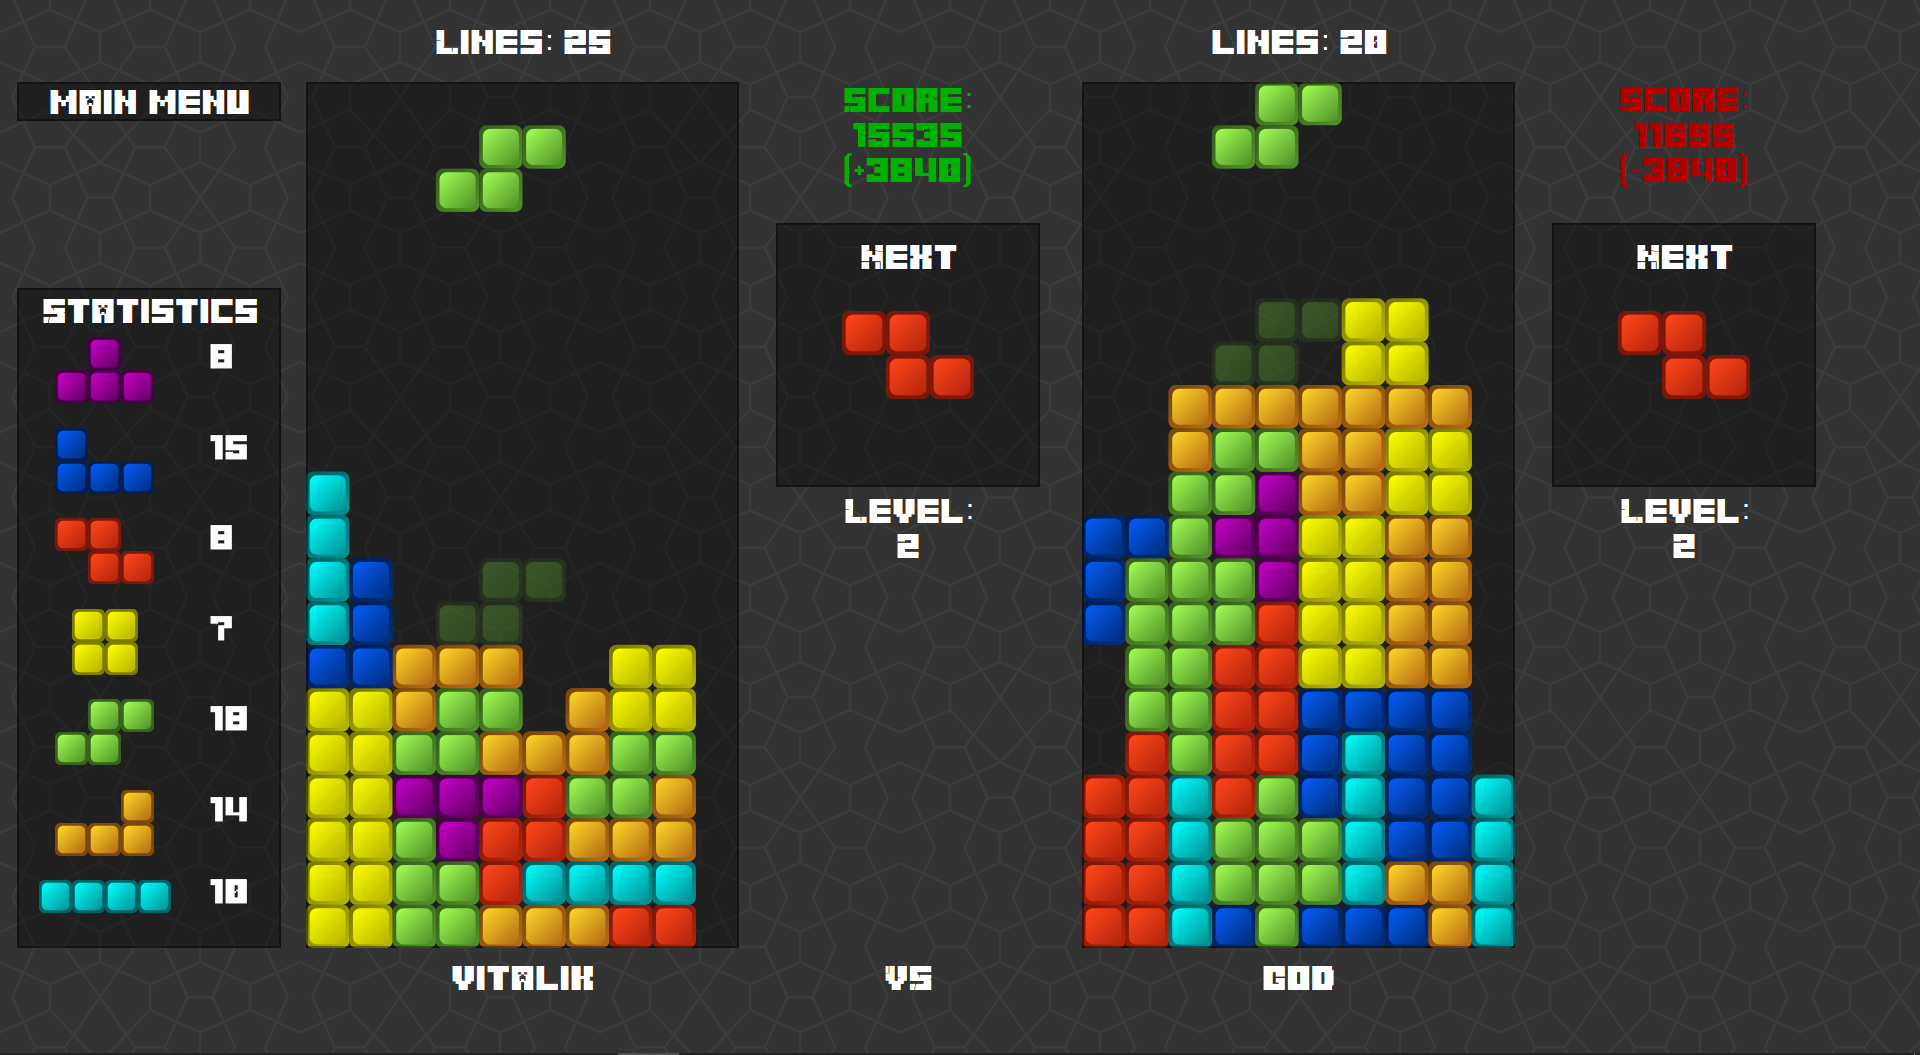 LINES: 25
LINES: 20
MAIN MENU
SCORE:
15535
(+3840)
SCORE:
11695
(-3840)
NEXT
NEXT
STATISTICS
8
15
8
7
18
14
10
LEVEL:
2
LEVEL:
2
VITALIK
VS
GOD